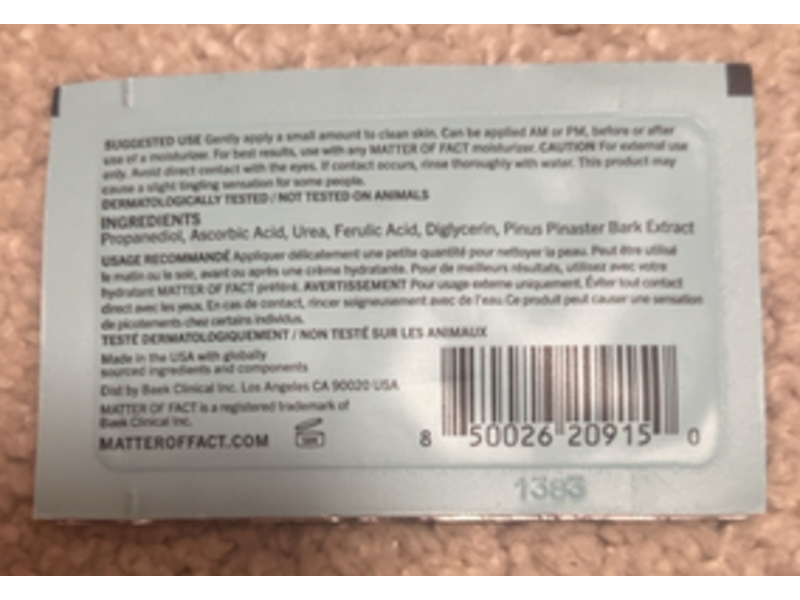 SUGGESTED USE Gently apply a small amount to clean skin. Can be applied AM or PM, before or after
use of a moisturizer. For best results, use with any MATTER OF FACT moisturizer. CAUTION For external use
only. Avoid direct contact with the eyes. If contact occurs, rinse thoroughly with water. This product may
cause a slight tingling sensation for some people.
DERMATOLOGICALLY TESTED / NOT TESTED ON ANIMALS
INGREDIENTS
Propanediol, Ascorbic Acid, Urea, Ferulic Acid, Diglycerin, Pinus Pinaster Bark Extract
USAGE RECOMMANDÉ Appliquer délicatement une petite quantité pour nettoyer la peau. Peut être utilisé
le matin ou le soir, avant ou après une crème hydratante. Pour de meilleurs résultats, utilisez avec votre
hydratant MATTER OF FACT préféré. AVERTISSEMENT Pour usage externe uniquement. Éviter tout contact
direct avec les yeux. En cas de contact, rincer soigneusement avec de l'eau. Ce produit peut causer une sensation
de picotements chez certains individus.
TESTÉ DERMATOLOGIQUEMENT / NON TESTÉ SUR LES ANIMAUX
Made in the USA with globally
sourced ingredients and components
Dist by Baek Clinical Inc. Los Angeles CA 90020 USA
MATTER OF FACT is a registered trademark of
Baek Clinical Inc.
MATTEROFFACT.COM
8 50026 20915 0
1383